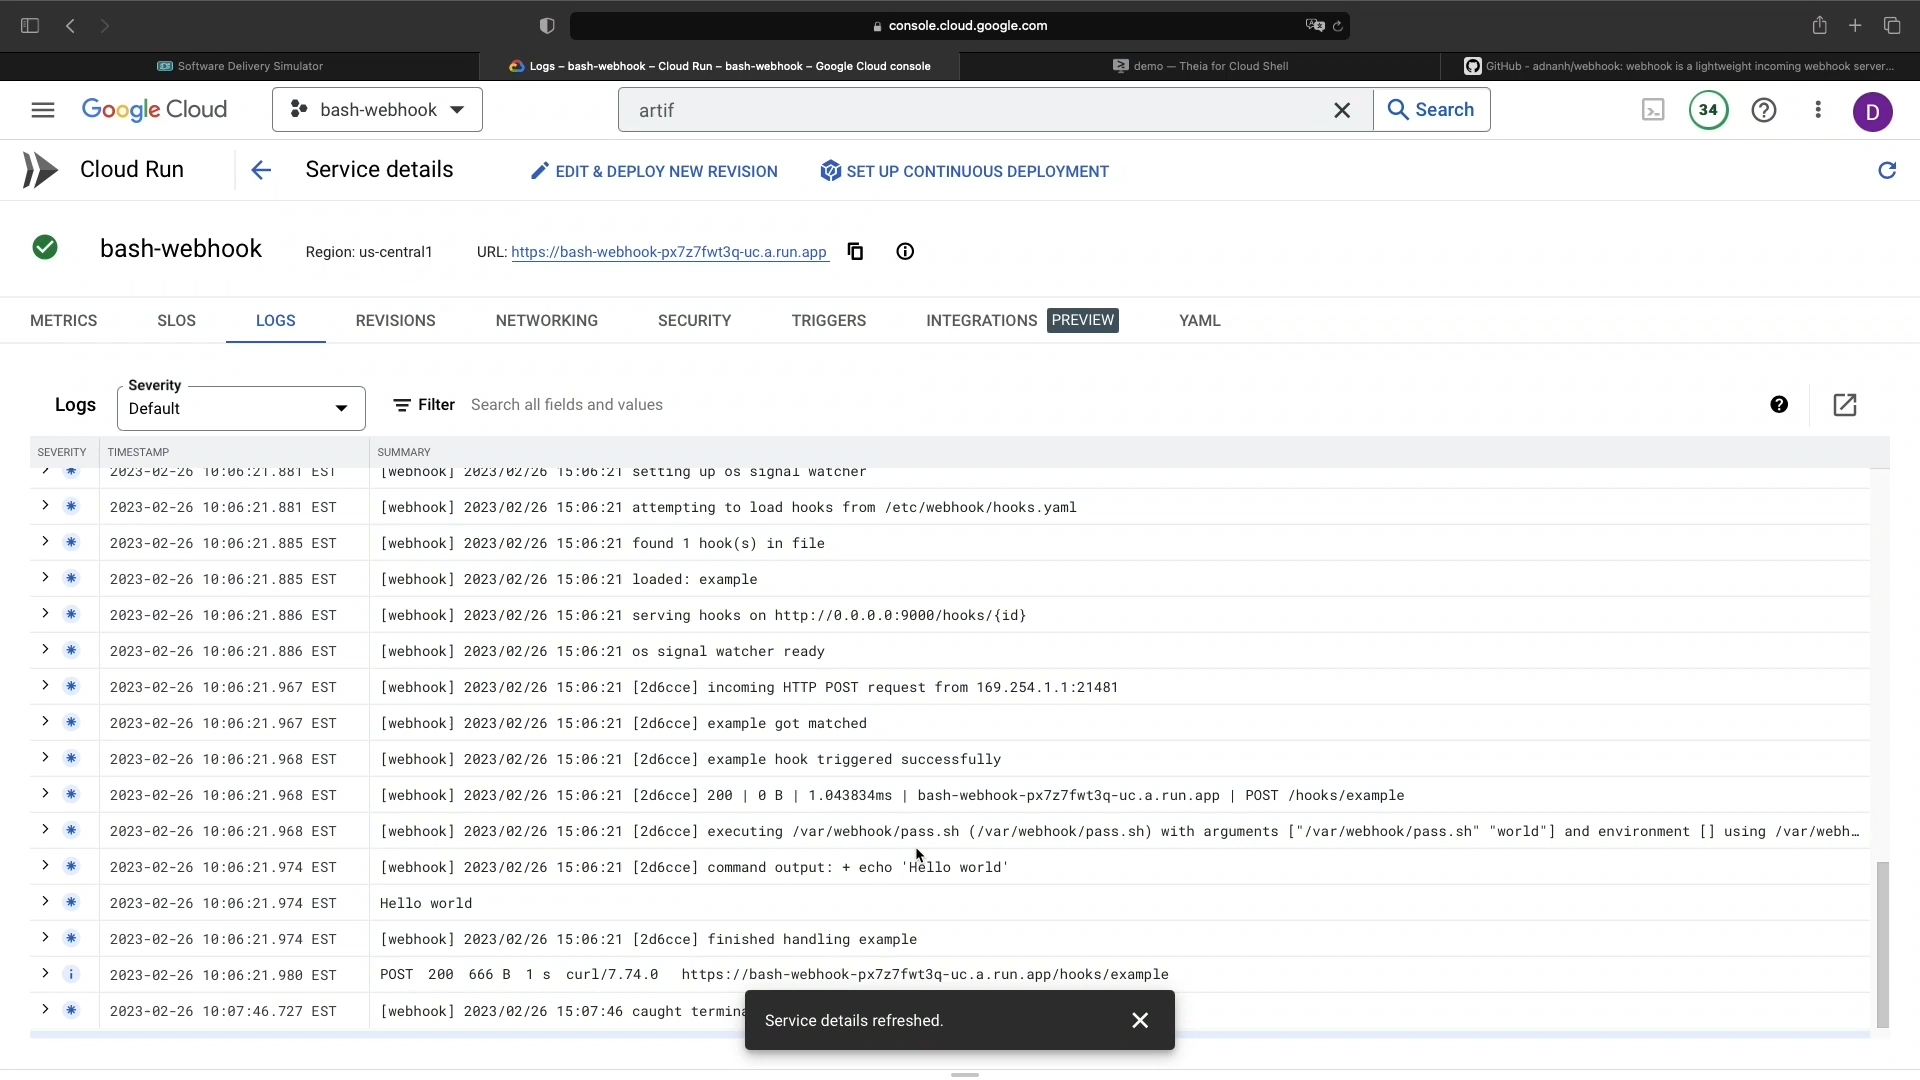 console.cloud.google.com
Software Delivery Simulator
Logs – bash-webhook – Cloud Run – bash-webhook – Google Cloud console
demo — Theia for Cloud Shell
GitHub - adnanh/webhook: webhook is a lightweight incoming webhook server...
Google Cloud
bash-webhook
artif
Search
34
D
Cloud Run
Service details
EDIT & DEPLOY NEW REVISION
SET UP CONTINUOUS DEPLOYMENT
bash-webhook
Region: us-central1
URL: https://bash-webhook-px7z7fwt3q-uc.a.run.app
METRICS
SLOS
LOGS
REVISIONS
NETWORKING
SECURITY
TRIGGERS
INTEGRATIONS PREVIEW
YAML
Logs
Severity
Default
Filter
Search all fields and values
SEVERITY TIMESTAMP SUMMARY
2023-02-26 10:06:21.881 EST [webhook] 2023/02/26 15:06:21 setting up os signal watcher
2023-02-26 10:06:21.881 EST [webhook] 2023/02/26 15:06:21 attempting to load hooks from /etc/webhook/hooks.yaml
2023-02-26 10:06:21.885 EST [webhook] 2023/02/26 15:06:21 found 1 hook(s) in file
2023-02-26 10:06:21.885 EST [webhook] 2023/02/26 15:06:21 loaded: example
2023-02-26 10:06:21.886 EST [webhook] 2023/02/26 15:06:21 serving hooks on http://0.0.0.0:9000/hooks/{id}
2023-02-26 10:06:21.886 EST [webhook] 2023/02/26 15:06:21 os signal watcher ready
2023-02-26 10:06:21.967 EST [webhook] 2023/02/26 15:06:21 [2d6cce] incoming HTTP POST request from 169.254.1.1:21481
2023-02-26 10:06:21.967 EST [webhook] 2023/02/26 15:06:21 [2d6cce] example got matched
2023-02-26 10:06:21.968 EST [webhook] 2023/02/26 15:06:21 [2d6cce] example hook triggered successfully
2023-02-26 10:06:21.968 EST [webhook] 2023/02/26 15:06:21 [2d6cce] 200 | 0 B | 1.043834ms | bash-webhook-px7z7fwt3q-uc.a.run.app | POST /hooks/example
2023-02-26 10:06:21.968 EST [webhook] 2023/02/26 15:06:21 [2d6cce] executing /var/webhook/pass.sh (/var/webhook/pass.sh) with arguments ["/var/webhook/pass.sh" "world"] and environment [] using /var/webh…
2023-02-26 10:06:21.974 EST [webhook] 2023/02/26 15:06:21 [2d6cce] command output: + echo 'Hello world'
2023-02-26 10:06:21.974 EST Hello world
2023-02-26 10:06:21.974 EST [webhook] 2023/02/26 15:06:21 [2d6cce] finished handling example
2023-02-26 10:06:21.980 EST POST 200 666 B 1 s curl/7.74.0 https://bash-webhook-px7z7fwt3q-uc.a.run.app/hooks/example
2023-02-26 10:07:46.727 EST [webhook] 2023/02/26 15:07:46 caught termina
Service details refreshed.